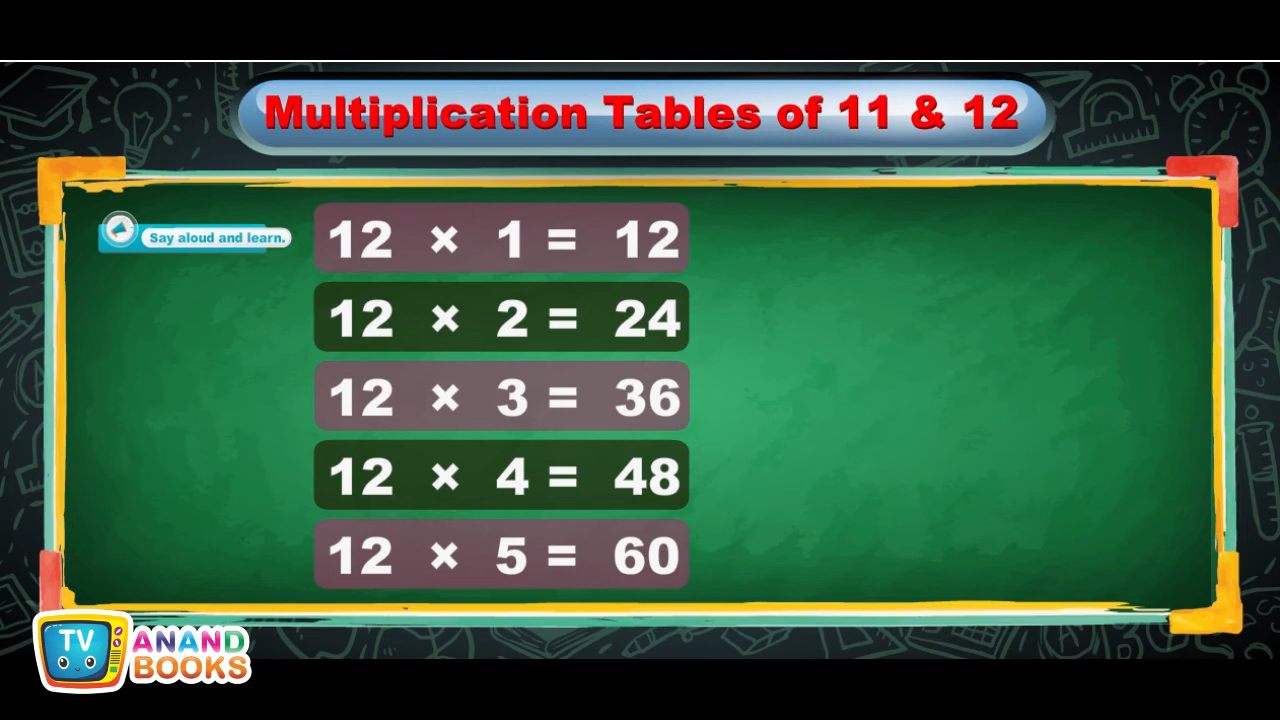 Multiplication Tables of 11 & 12
Say aloud and learn.
12 × 1 = 12
12 × 2 = 24
12 × 3 = 36
12 × 4 = 48
12 × 5 = 60
TV
ANAND
BOOKS